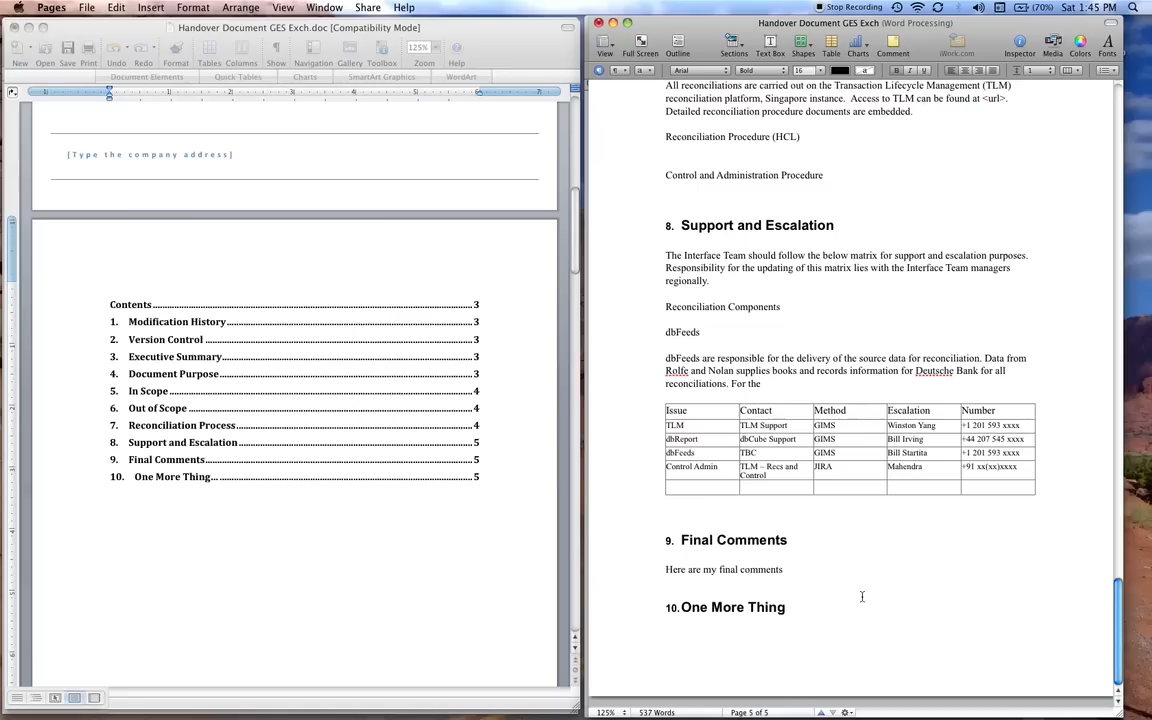 Pages File Edit Insert Format Arrange View Window Share Help Stop Recording (70%) Sat 1:45 PM
Handover Document GES Exch.doc [Compatibility Mode]
125%
New Open Save Print Undo Redo Format Tables Columns Show Navigation Gallery Toolbox Zoom Help
Document Elements Quick Tables Charts SmartArt Graphics WordArt
[Type the company address]
Contents 3
1. Modification History 3
2. Version Control 3
3. Executive Summary 3
4. Document Purpose 3
5. In Scope 4
6. Out of Scope 4
7. Reconciliation Process 4
8. Support and Escalation 5
9. Final Comments 5
10. One More Thing... 5
Handover Document GES Exch (Word Processing)
View Full Screen Outline Sections Text Box Shapes Table Charts Comment iWork.com Inspector Media Colors Fonts
Arial Bold 16 a B I U 1
All reconciliations are carried out on the Transaction Lifecycle Management (TLM)
reconciliation platform, Singapore instance. Access to TLM can be found at <url>.
Detailed reconciliation procedure documents are embedded.
Reconciliation Procedure (HCL)
Control and Administration Procedure
8. Support and Escalation
The Interface Team should follow the below matrix for support and escalation purposes.
Responsibility for the updating of this matrix lies with the Interface Team managers
regionally.
Reconciliation Components
dbFeeds
dbFeeds are responsible for the delivery of the source data for reconciliation. Data from
Rolfe and Nolan supplies books and records information for Deutsche Bank for all
reconciliations. For the
Issue Contact Method Escalation Number
TLM TLM Support GIMS Winston Yang +1 201 593 xxxx
dbReport dbCube Support GIMS Bill Irving +44 207 545 xxxx
dbFeeds TBC GIMS Bill Startita +1 201 593 xxxx
Control Admin TLM – Recs and JIRA Mahendra +91 xx(xx)xxxx
Control
9. Final Comments
Here are my final comments
10. One More Thing
125% 537 Words Page 5 of 5